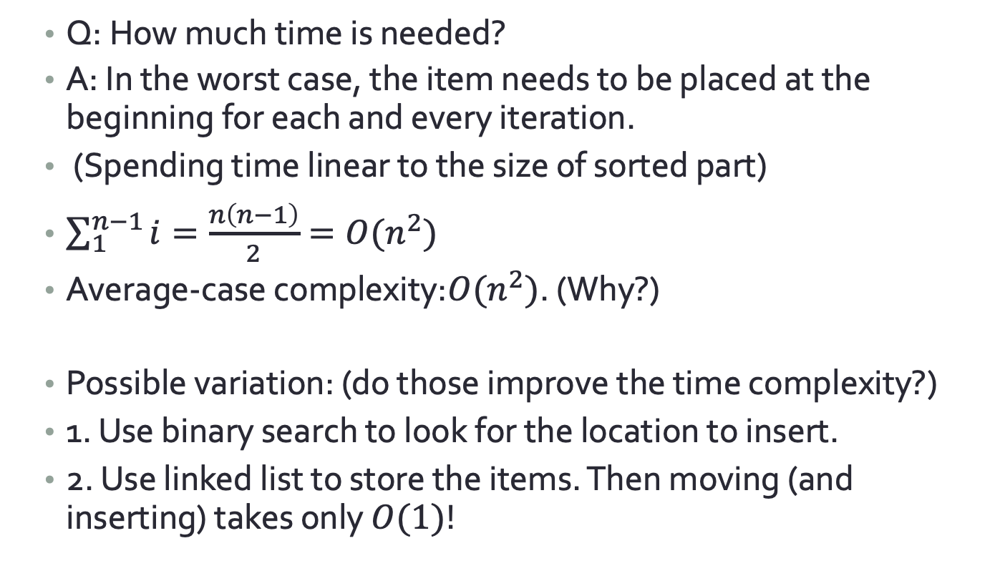 • Q: How much time is needed?
• A: In the worst case, the item needs to be placed at the
beginning for each and every iteration.
• (Spending time linear to the size of sorted part)
• $\sum_{1}^{n-1} i = \frac{n(n-1)}{2} = O(n^2)$
• Average-case complexity:$O(n^2)$. (Why?)
• Possible variation: (do those improve the time complexity?)
• 1. Use binary search to look for the location to insert.
• 2. Use linked list to store the items. Then moving (and
inserting) takes only $O(1)$!